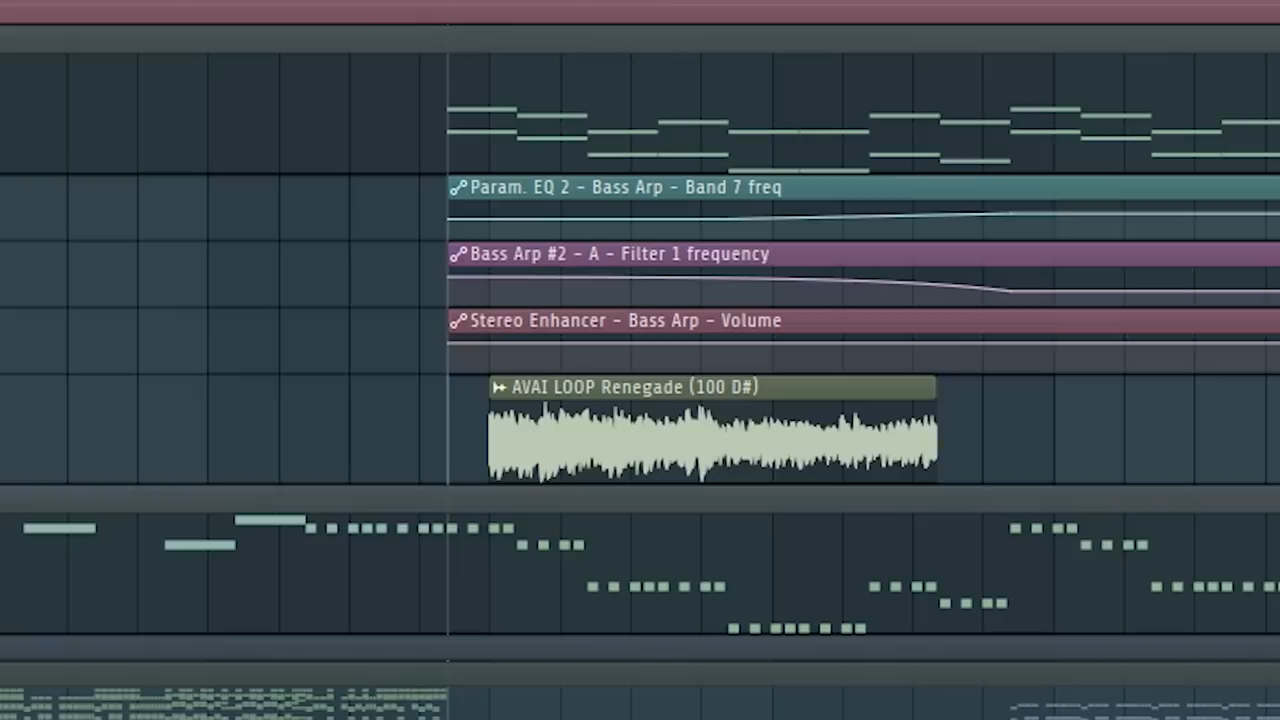 Param. EQ 2 - Bass Arp - Band 7 freq
Bass Arp #2 - A - Filter 1 frequency
Stereo Enhancer - Bass Arp - Volume
AVAI LOOP Renegade (100 D#)